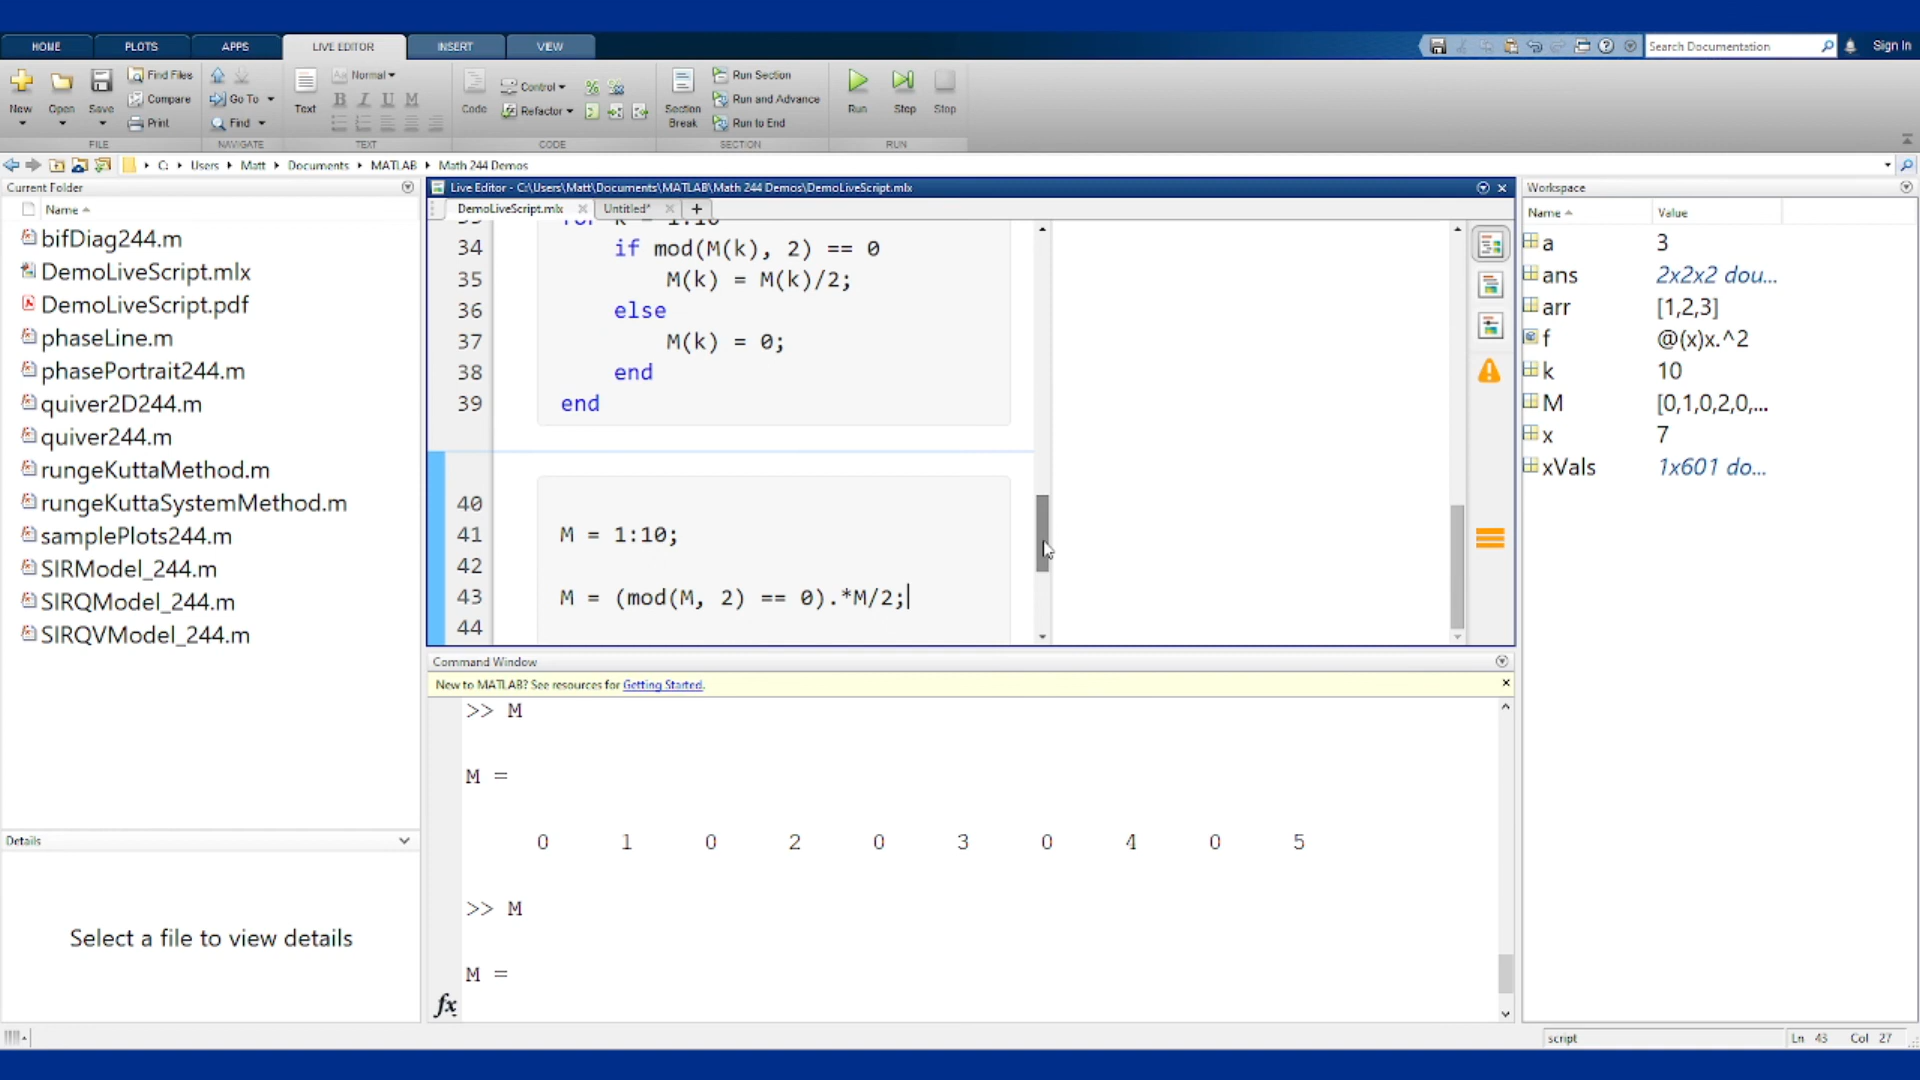 HOME PLOTS APPS LIVE EDITOR INSERT VIEW Search Documentation Sign In
New Open Save Find Files Compare Print Go To Find Text Normal B I U M Code Control Refactor Section Break Run Section Run and Advance Run to End Run Step Stop
FILE NAVIGATE TEXT CODE SECTION RUN
C: Users Matt Documents MATLAB Math 244 Demos
Current Folder
Name
bifDiag244.m
DemoLiveScript.mlx
DemoLiveScript.pdf
phaseLine.m
phasePortrait244.m
quiver2D244.m
quiver244.m
rungeKuttaMethod.m
rungeKuttaSystemMethod.m
samplePlots244.m
SIRModel_244.m
SIRQModel_244.m
SIRQVModel_244.m
Details
Select a file to view details
Live Editor - C:\Users\Matt\Documents\MATLAB\Math 244 Demos\DemoLiveScript.mlx
DemoLiveScript.mlx Untitled* +
33 for k = 1:10
34 if mod(M(k), 2) == 0
35 M(k) = M(k)/2;
36 else
37 M(k) = 0;
38 end
39 end
40
41 M = 1:10;
42
43 M = (mod(M, 2) == 0).*M/2;
44
Command Window
New to MATLAB? See resources for Getting Started.
>> M
M =
0 1 0 2 0 3 0 4 0 5
>> M
M =
fx
Workspace
Name Value
a 3
ans 2x2x2 dou...
arr [1,2,3]
f @(x)x.^2
k 10
M [0,1,0,2,0,...
x 7
xVals 1x601 do...
script Ln 43 Col 27